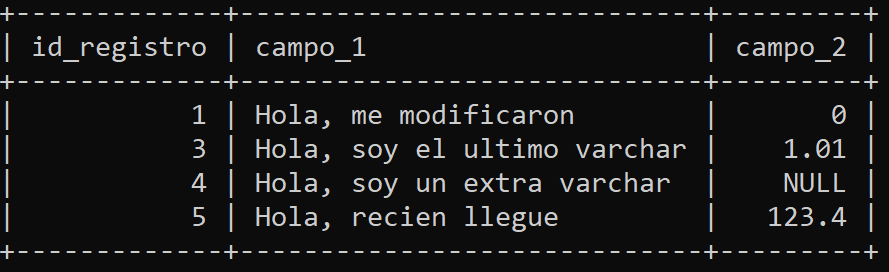 +-------------+-----------------------------+---------+
| id_registro | campo_1                     | campo_2 |
+-------------+-----------------------------+---------+
|           1 | Hola, me modificaron        |       0 |
|           3 | Hola, soy el ultimo varchar |    1.01 |
|           4 | Hola, soy un extra varchar  |    NULL |
|           5 | Hola, recien llegue         |   123.4 |
+-------------+-----------------------------+---------+